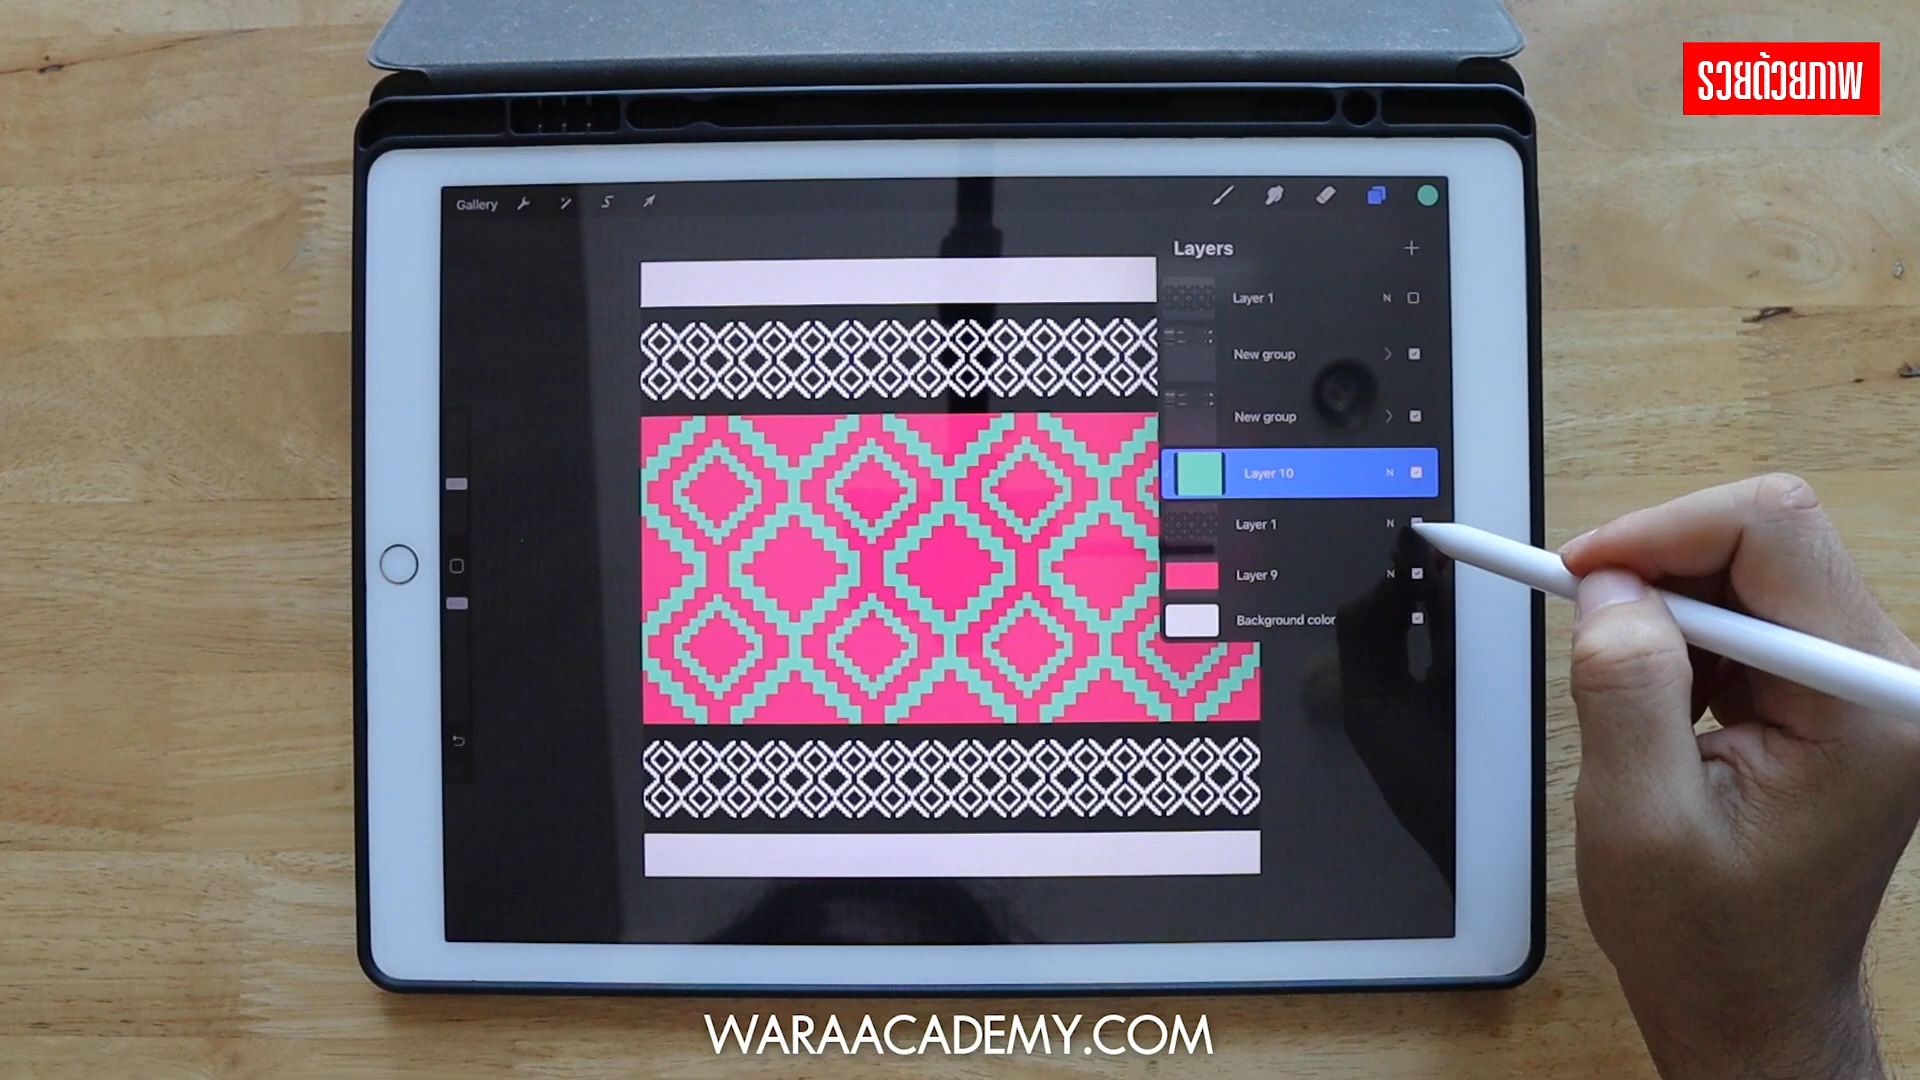 รวยด้วยภาพ
Gallery
Layers
Layer 1 N
New group
New group
Layer 10 N
Layer 1 N
Layer 9 N
Background color
WARAACADEMY.COM